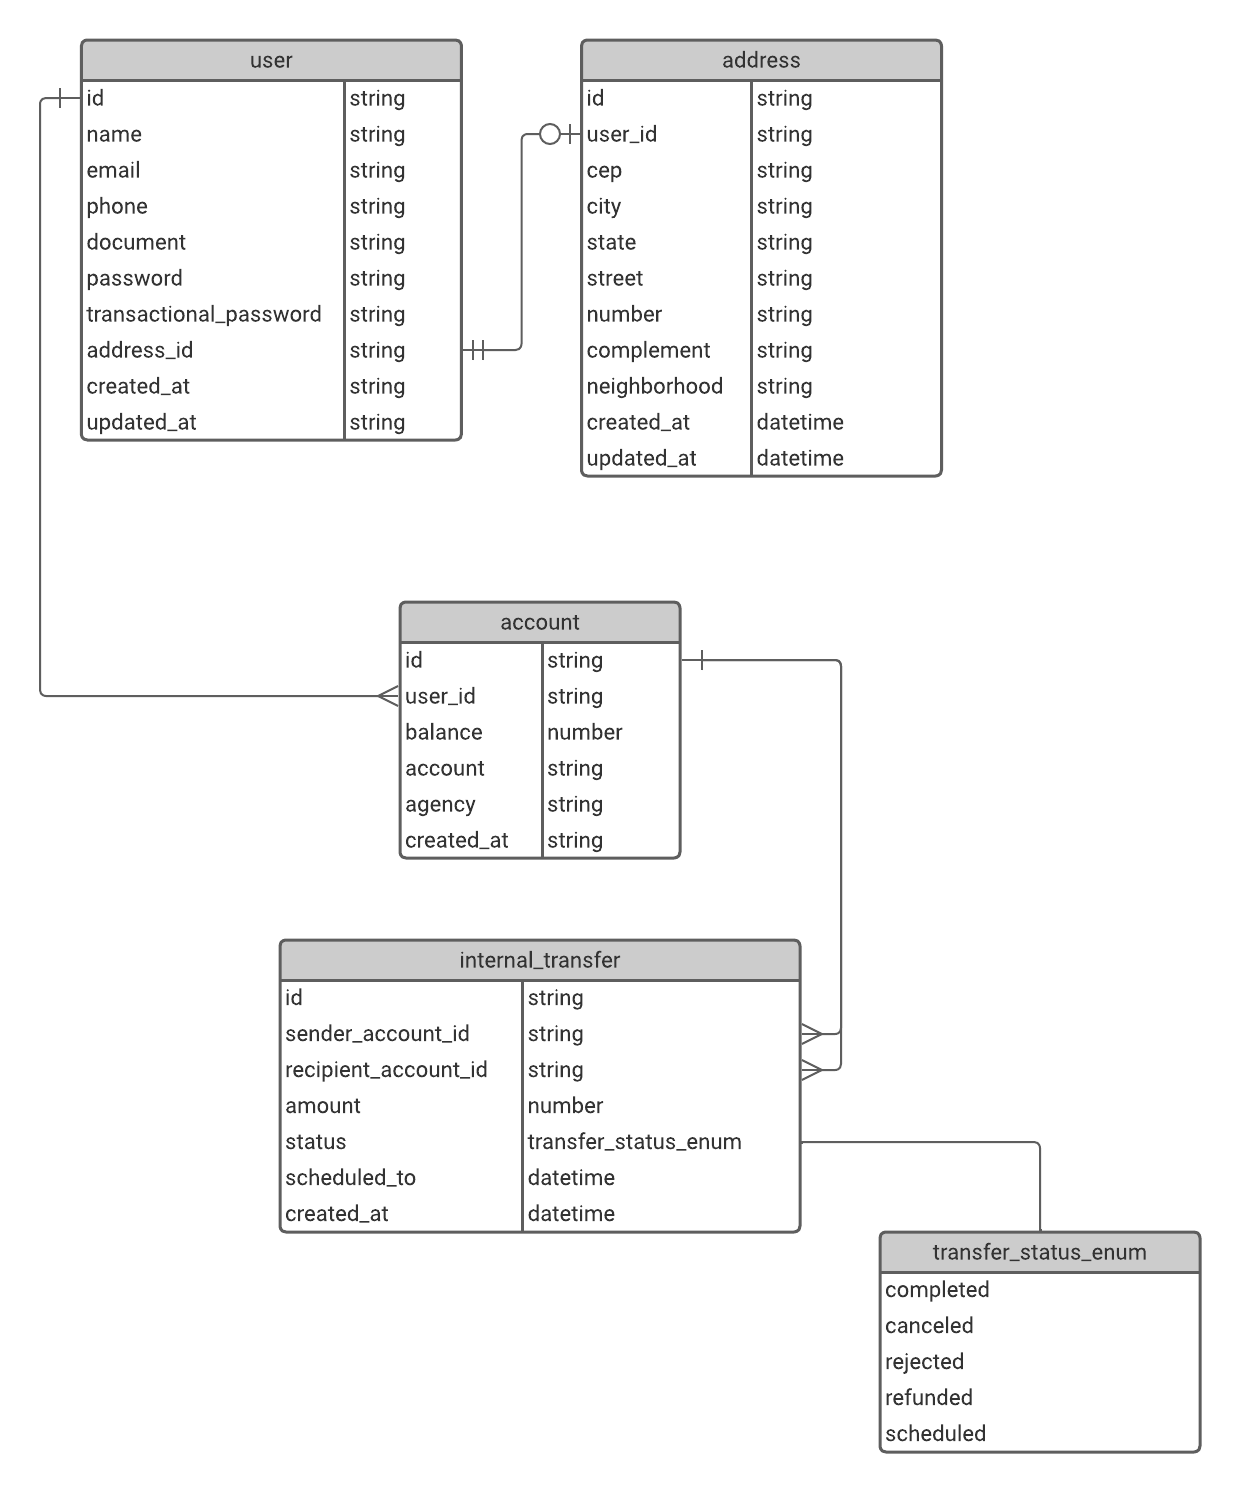 user
id string
name string
email string
phone string
document string
password string
transactional_password string
address_id string
created_at string
updated_at string
address
id string
user_id string
cep string
city string
state string
street string
number string
complement string
neighborhood string
created_at datetime
updated_at datetime
account
id string
user_id string
balance number
account string
agency string
created_at string
internal_transfer
id string
sender_account_id string
recipient_account_id string
amount number
status transfer_status_enum
scheduled_to datetime
created_at datetime
transfer_status_enum
completed
canceled
rejected
refunded
scheduled